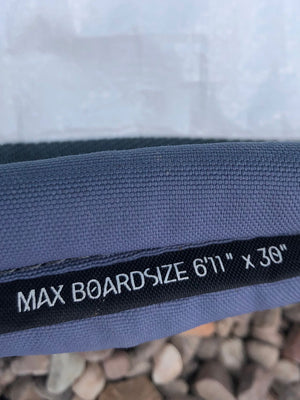 MAX BOARDSIZE 6'11" x 30"